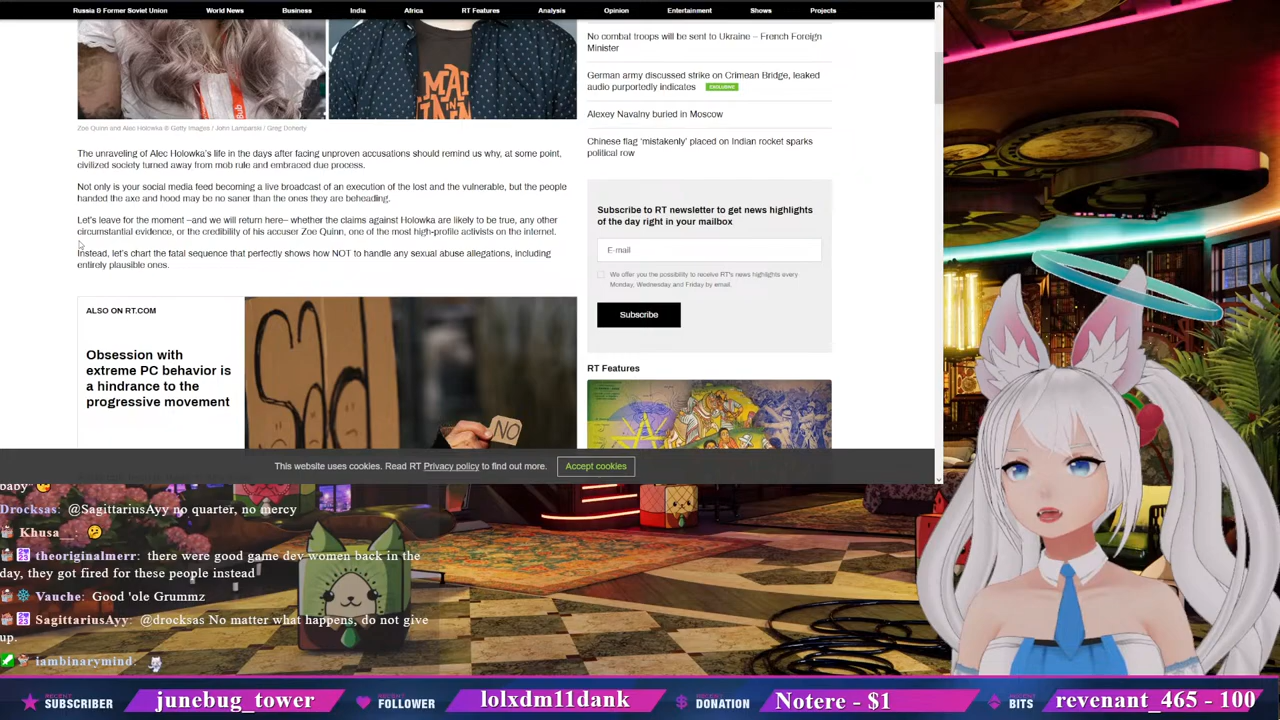 Russia & Former Soviet Union World News Business India Africa RT Features Analysis Opinion Entertainment Shows Projects
Zoe Quinn and Alec Holowka © Getty Images / John Lamparski / Greg Doherty
The unraveling of Alec Holowka's life in the days after facing unproven accusations should remind us why, at some point,
civilized society turned away from mob rule and embraced due process.
Not only is your social media feed becoming a live broadcast of an execution of the lost and the vulnerable, but the people
handed the axe and hood may be no saner than the ones they are beheading.
Let's leave for the moment –and we will return here– whether the claims against Holowka are likely to be true, any other
circumstantial evidence, or the credibility of his accuser Zoe Quinn, one of the most high-profile activists on the internet.
Instead, let's chart the fatal sequence that perfectly shows how NOT to handle any sexual abuse allegations, including
entirely plausible ones.
ALSO ON RT.COM
Obsession with
extreme PC behavior is
a hindrance to the
progressive movement
NO
No combat troops will be sent to Ukraine – French Foreign
Minister
German army discussed strike on Crimean Bridge, leaked
audio purportedly indicates EXCLUSIVE
Alexey Navalny buried in Moscow
Chinese flag 'mistakenly' placed on Indian rocket sparks
political row
Subscribe to RT newsletter to get news highlights
of the day right in your mailbox
E-mail
We offer you the possibility to receive RT's news highlights every
Monday, Wednesday and Friday by email.
Subscribe
RT Features
This website uses cookies. Read RT Privacy policy to find out more. Accept cookies
baby
Drocksas: @SagittariusAyy no quarter, no mercy
Khusa__:
theoriginalmerr: there were good game dev women back in the
day, they got fired for these people instead
Vauche: Good 'ole Grummz
SagittariusAyy: @drocksas No matter what happens, do not give
up.
iambinarymind:
RECENT SUBSCRIBER junebug_tower RECENT FOLLOWER lolxdm11dank RECENT DONATION Notere - $1 RECENT BITS revenant_465 - 100